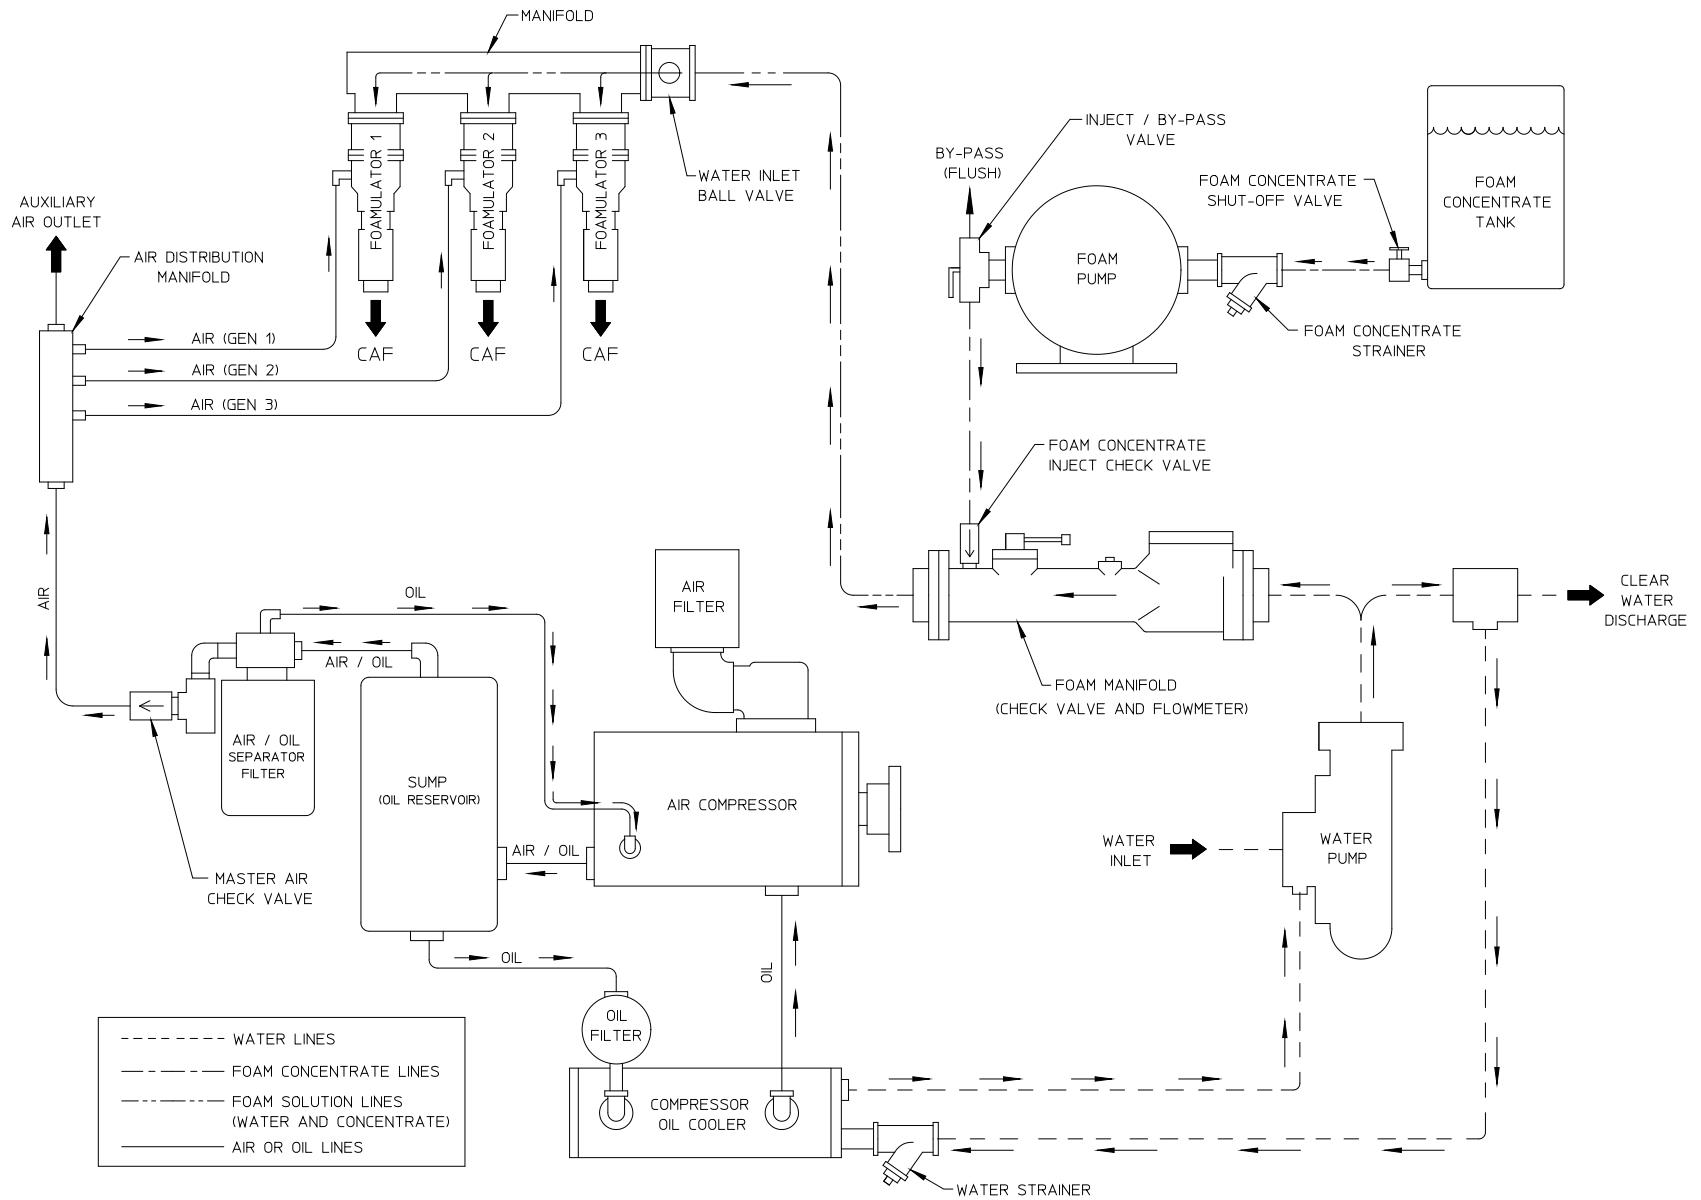 MANIFOLD
FOAMULATOR 1
FOAMULATOR 2
FOAMULATOR 3
WATER INLET
BALL VALVE
AUXILIARY
AIR OUTLET
AIR DISTRIBUTION
MANIFOLD
AIR (GEN 1)
AIR (GEN 2)
AIR (GEN 3)
CAF
CAF
CAF
INJECT / BY-PASS
VALVE
BY-PASS
(FLUSH)
FOAM
PUMP
FOAM CONCENTRATE
SHUT-OFF VALVE
FOAM
CONCENTRATE
TANK
FOAM CONCENTRATE
STRAINER
FOAM CONCENTRATE
INJECT CHECK VALVE
AIR
OIL
AIR / OIL
AIR
FILTER
CLEAR
WATER
DISCHARGE
FOAM MANIFOLD
(CHECK VALVE AND FLOWMETER)
AIR / OIL
SEPARATOR
FILTER
SUMP
(OIL RESERVOIR)
AIR COMPRESSOR
AIR / OIL
WATER
INLET
WATER
PUMP
MASTER AIR
CHECK VALVE
OIL
OIL
OIL
FILTER
COMPRESSOR
OIL COOLER
WATER STRAINER
WATER LINES
FOAM CONCENTRATE LINES
FOAM SOLUTION LINES
(WATER AND CONCENTRATE)
AIR OR OIL LINES